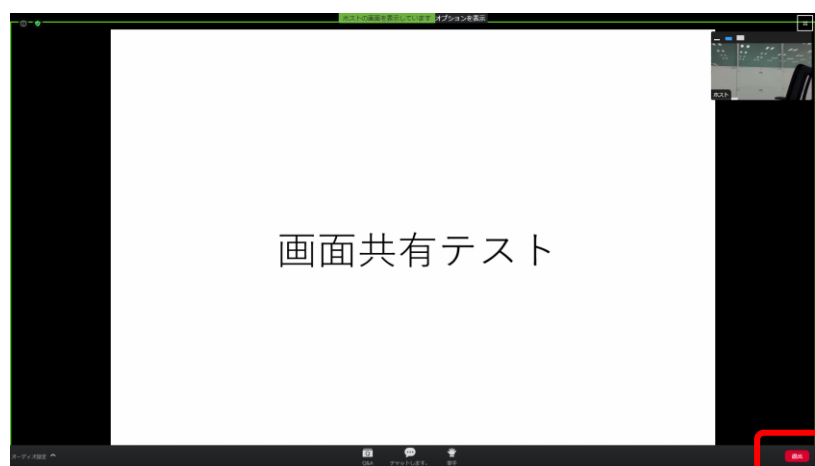 ホストの画面を表示しています オプションを表示
ホスト
画面共有テスト
オーディオ設定
Q&A チャットします。 挙手
退出